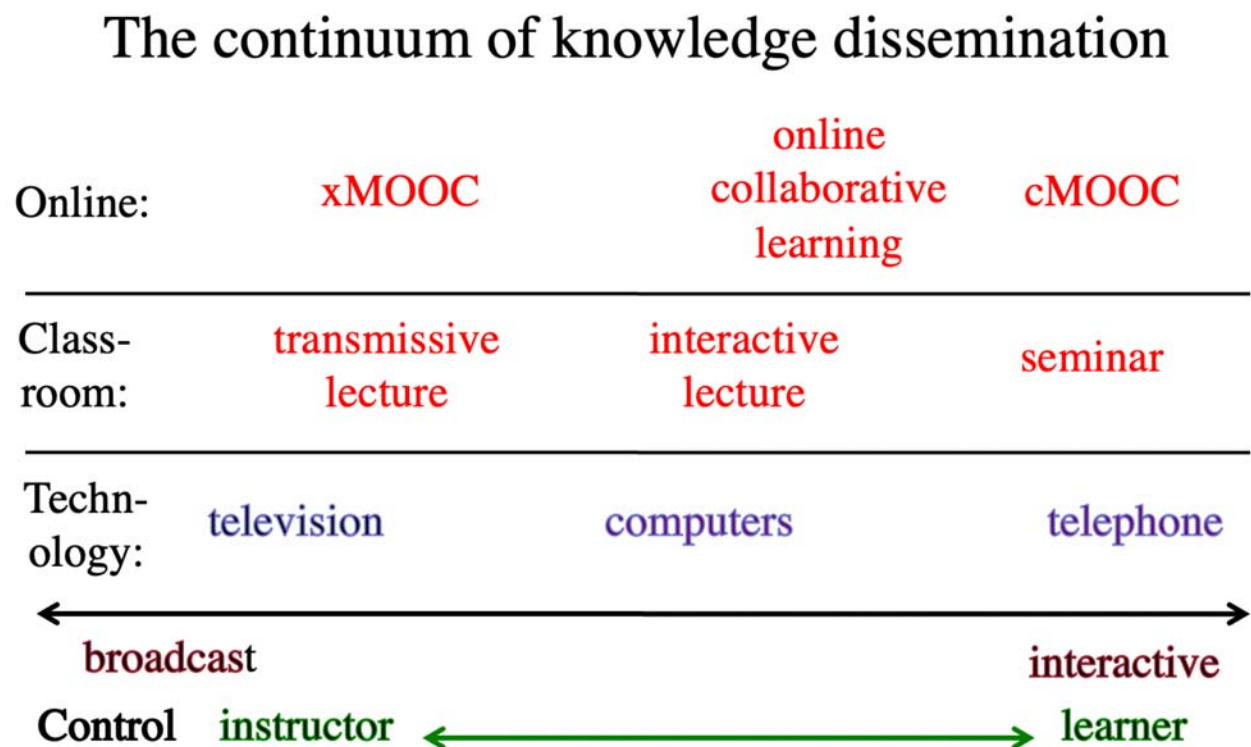 The continuum of knowledge dissemination
Online:
xMOOC
online
collaborative
learning
cMOOC
Class-
room:
transmissive
lecture
interactive
lecture
seminar
Techn-
ology:
television
computers
telephone
broadcast
interactive
Control
instructor
learner